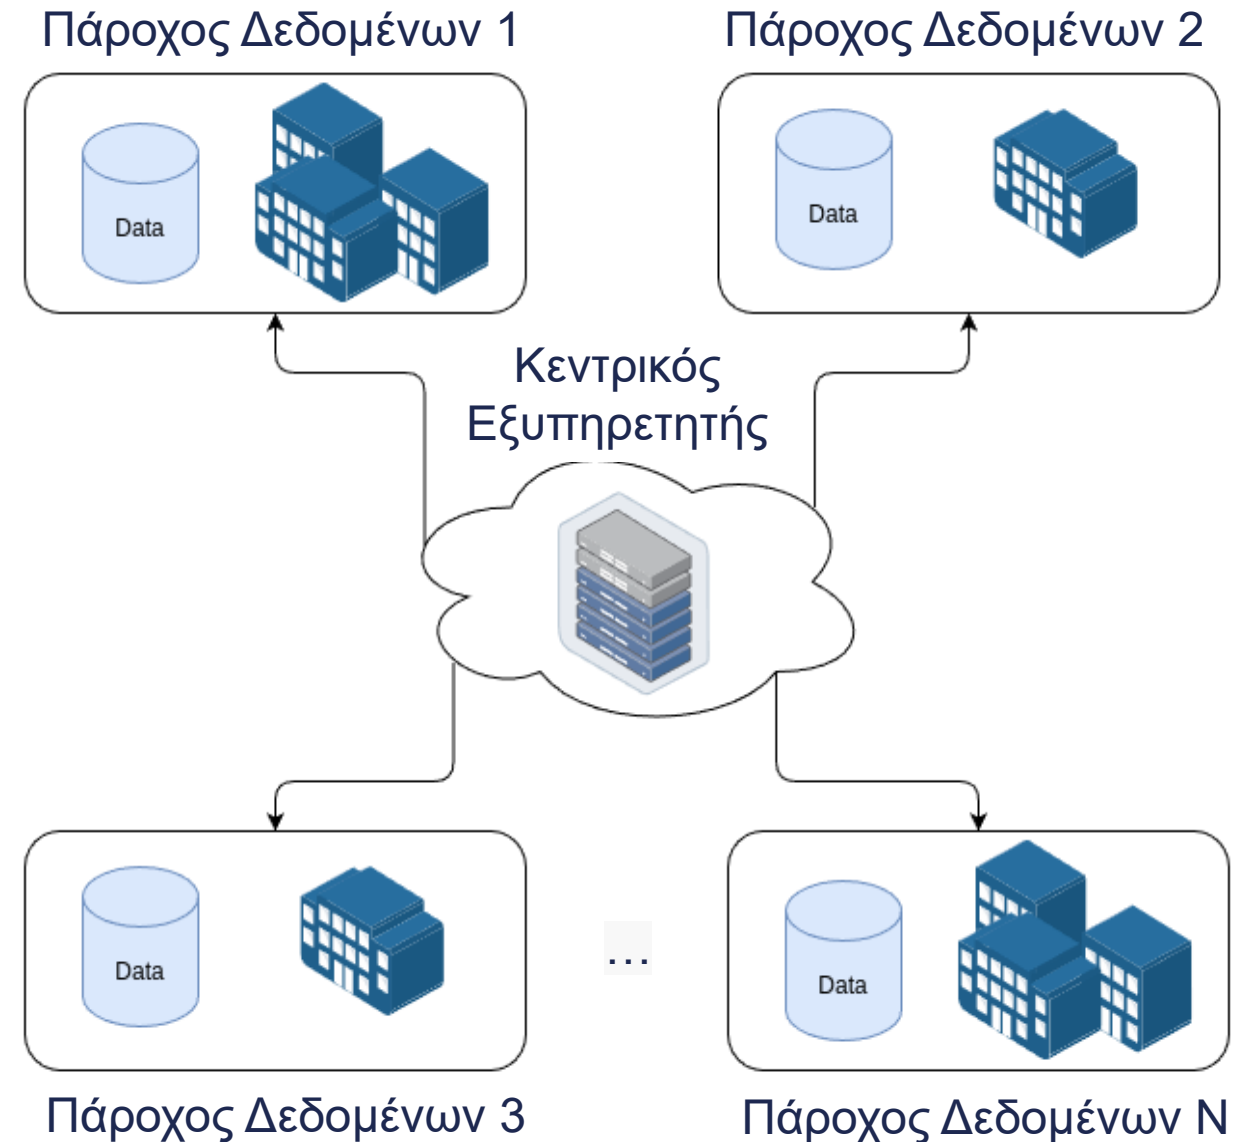 Πάροχος Δεδομένων 1
Πάροχος Δεδομένων 2
Data
Data
Κεντρικός
Εξυπηρετητής
Data
...
Data
Πάροχος Δεδομένων 3
Πάροχος Δεδομένων N